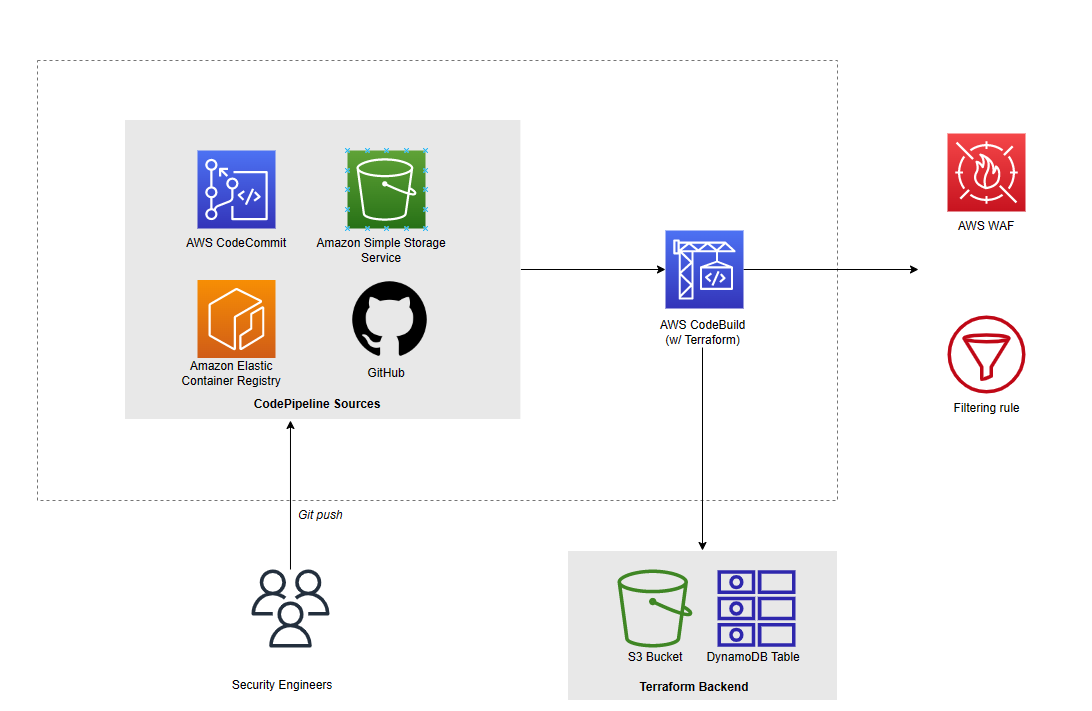 AWS CodeCommit
Amazon Simple Storage
Service
Amazon Elastic
Container Registry
GitHub
CodePipeline Sources
AWS CodeBuild
(w/ Terraform)
AWS WAF
Filtering rule
Git push
Security Engineers
S3 Bucket
DynamoDB Table
Terraform Backend